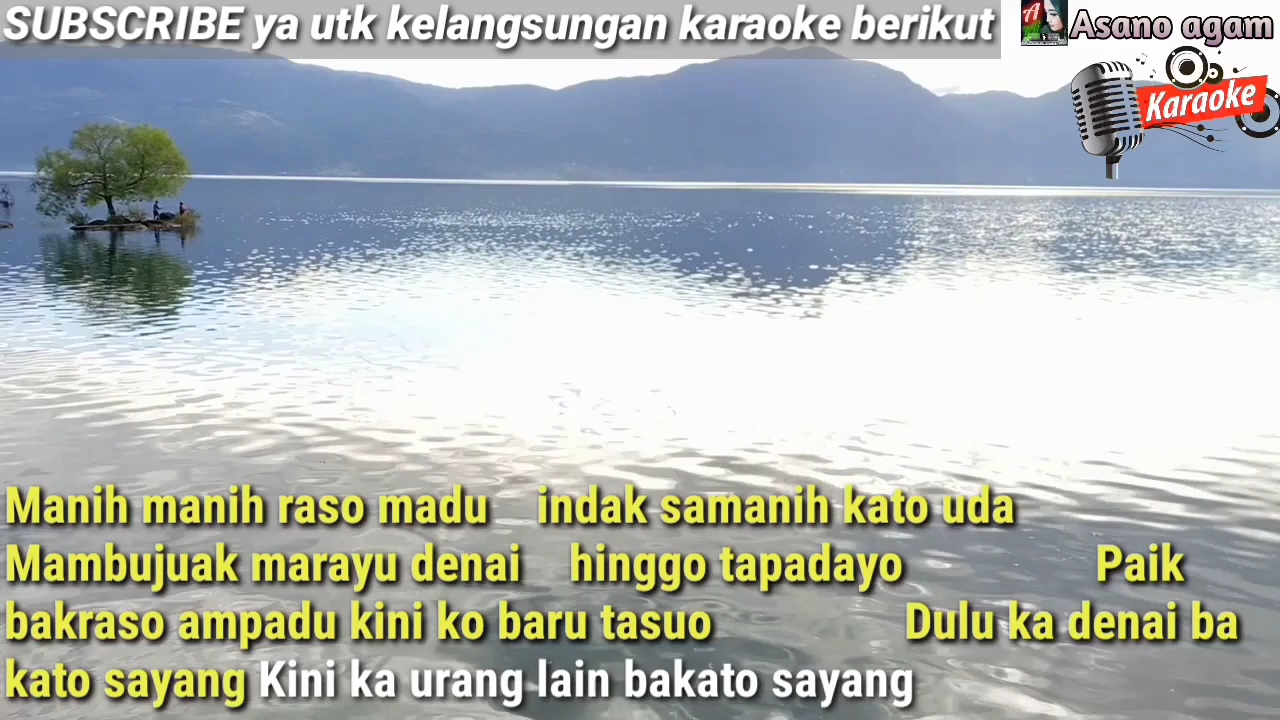 SUBSCRIBE ya utk kelangsungan karaoke berikut
Asano agam
Karaoke
Manih manih raso madu indak samanih kato uda
Mambujuak marayu denai hinggo tapadayo Paik
bakraso ampadu kini ko baru tasuo Dulu ka denai ba
kato sayang Kini ka urang lain bakato sayang